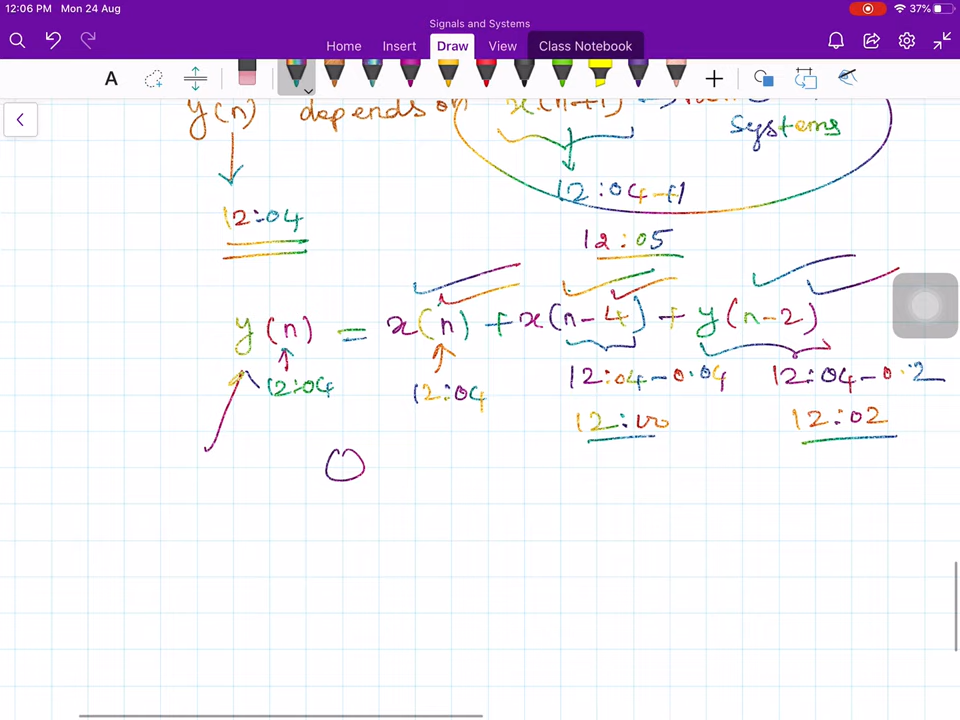 12:06 PM Mon 24 Aug 37%
Signals and Systems
Home Insert Draw View Class Notebook
A
y(n) depends on x(n+1)
Systems
12:04+1
12:04
12:05
y(n) = x(n) + x(n-4) + y(n-2)
12:04 12:04 12:04-0.04 12:04-0.2
12:00 12:02